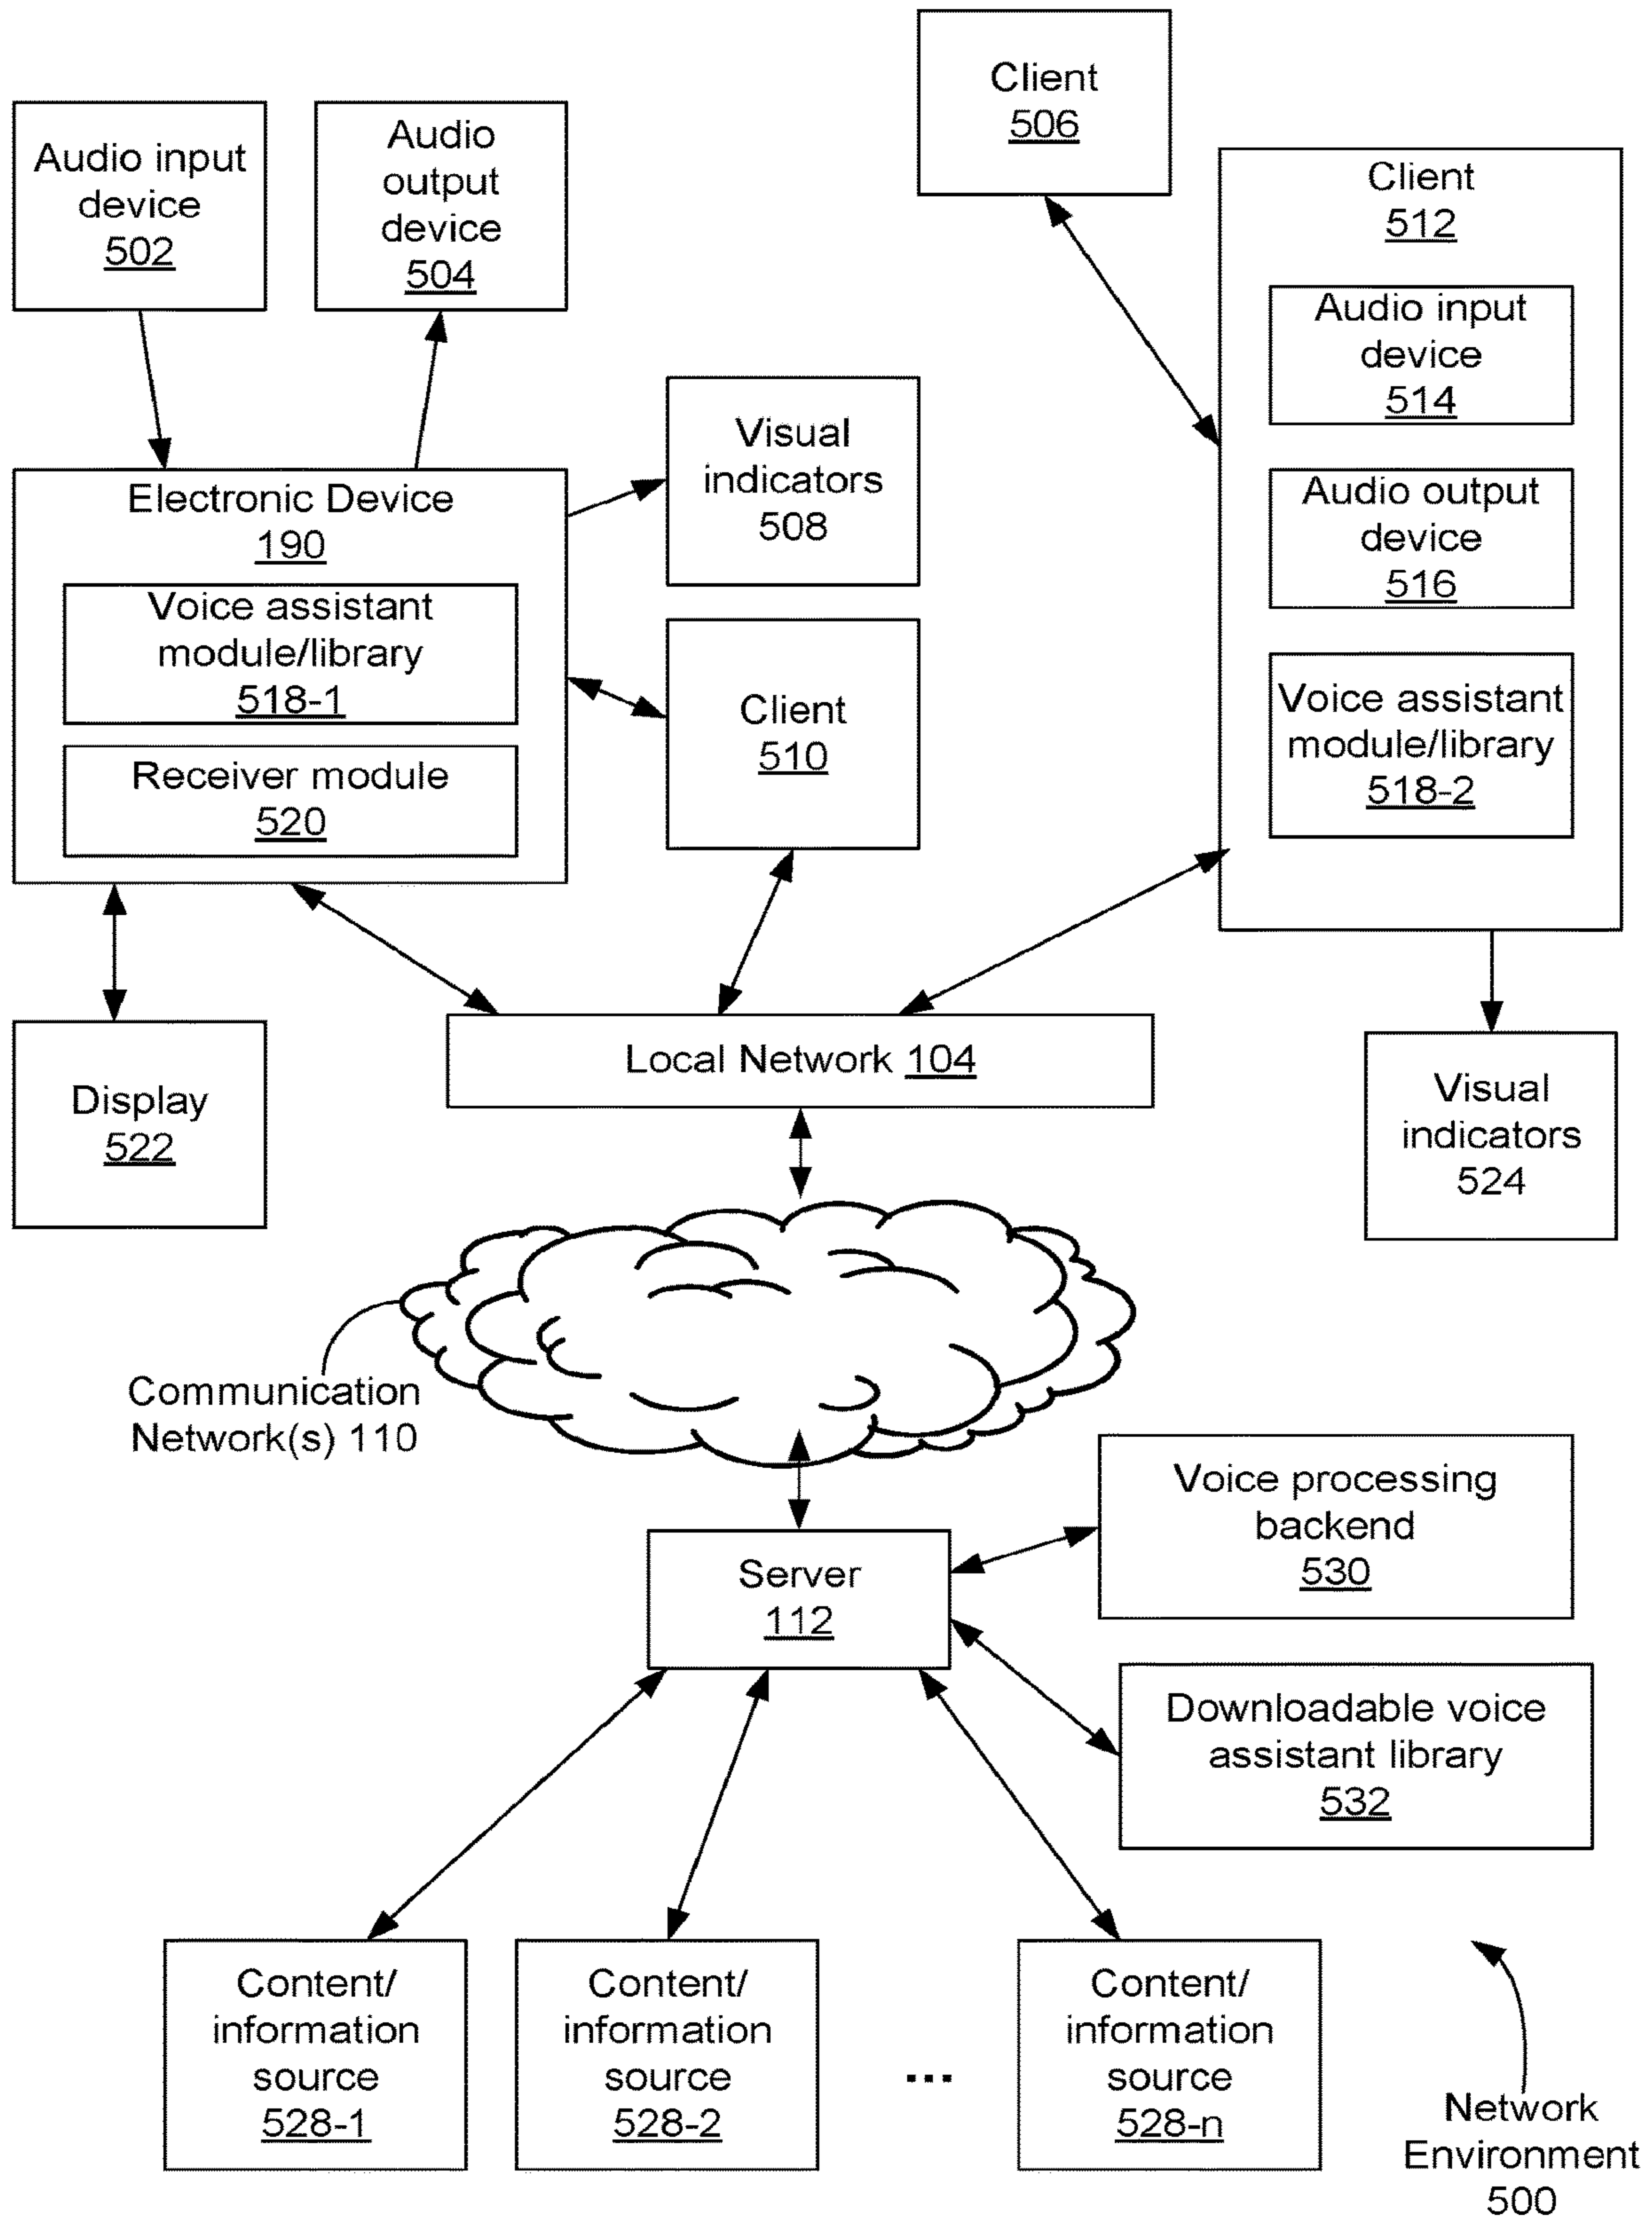 Client
506
Audio input
device
502
Audio
output
device
504
Client
512
Audio input
device
514
Audio output
device
516
Voice assistant
module/library
518-2
Visual
indicators
508
Electronic Device
190
Voice assistant
module/library
518-1
Receiver module
520
Client
510
Display
522
Local Network 104
Visual
indicators
524
Communication
Network(s) 110
Server
112
Voice processing
backend
530
Downloadable voice
assistant library
532
Content/
information
source
528-1
Content/
information
source
528-2
...
Content/
information
source
528-n
Network
Environment
500